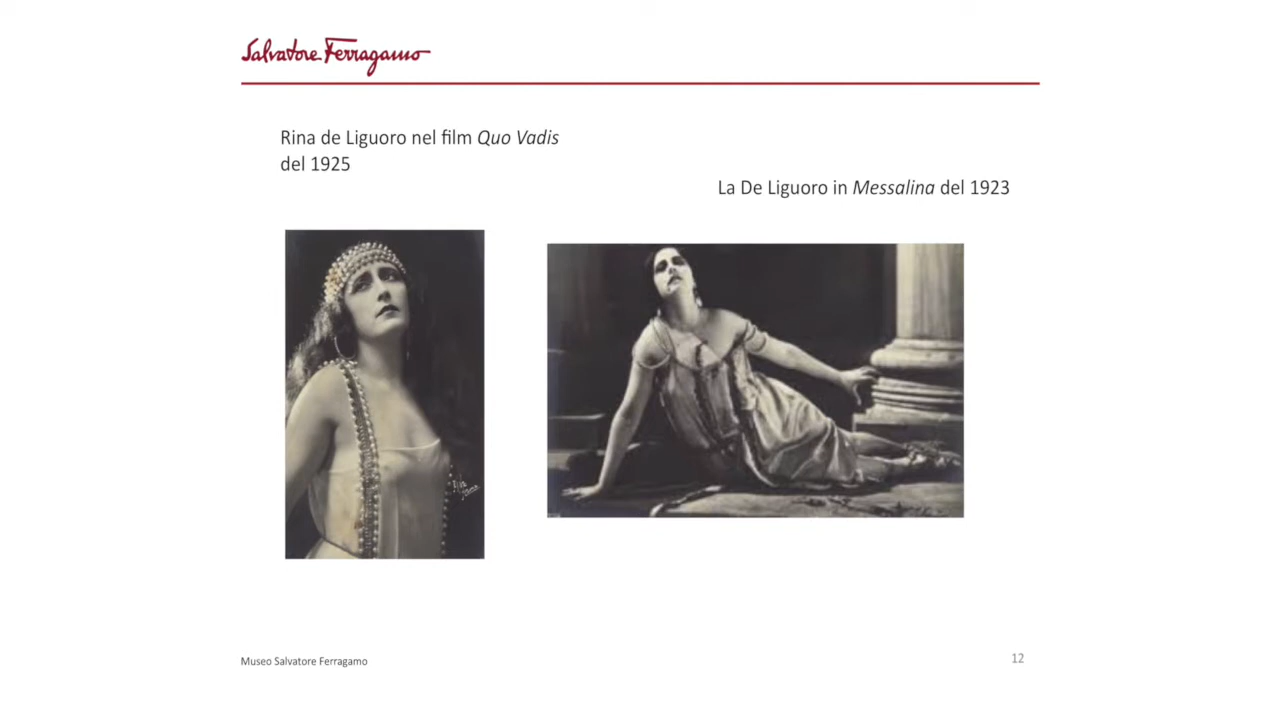 Salvatore Ferragamo
Rina de Liguoro nel film Quo Vadis
del 1925
La De Liguoro in Messalina del 1923
Museo Salvatore Ferragamo
12